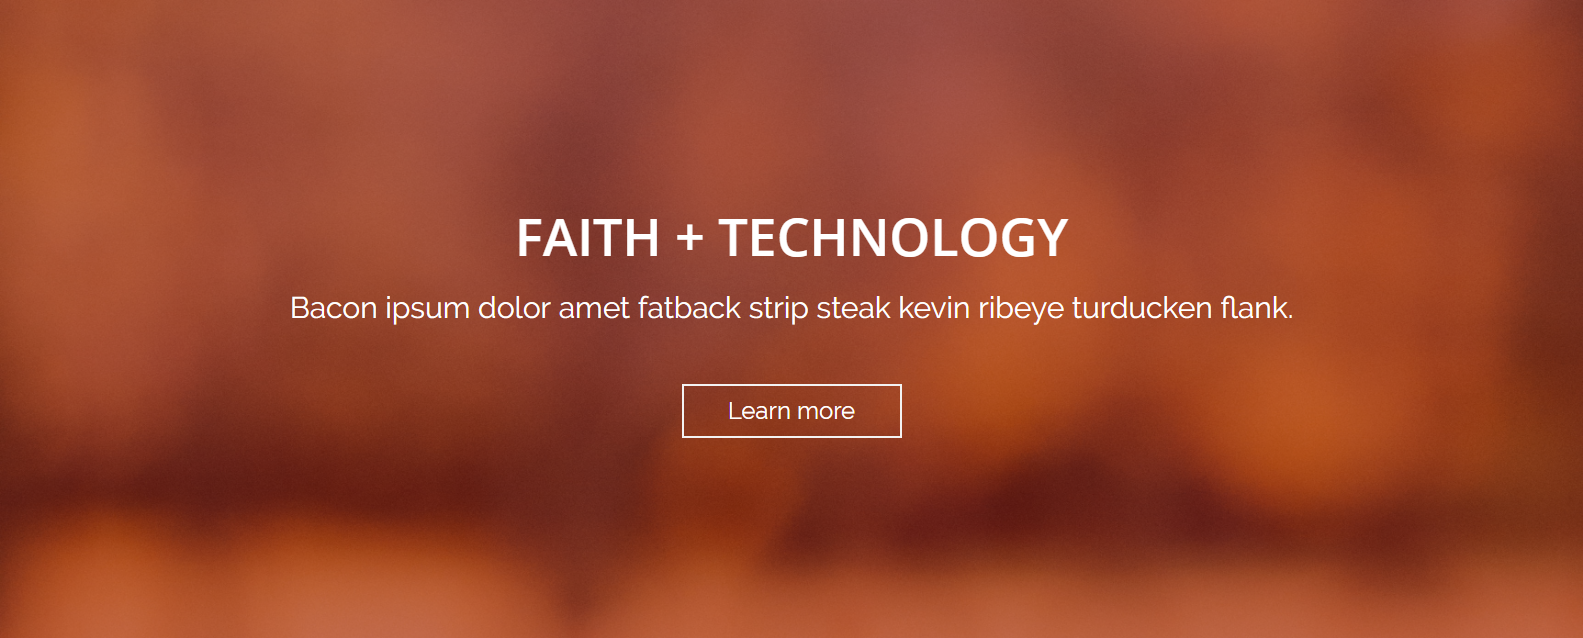 FAITH + TECHNOLOGY
Bacon ipsum dolor amet fatback strip steak kevin ribeye turducken flank.
Learn more